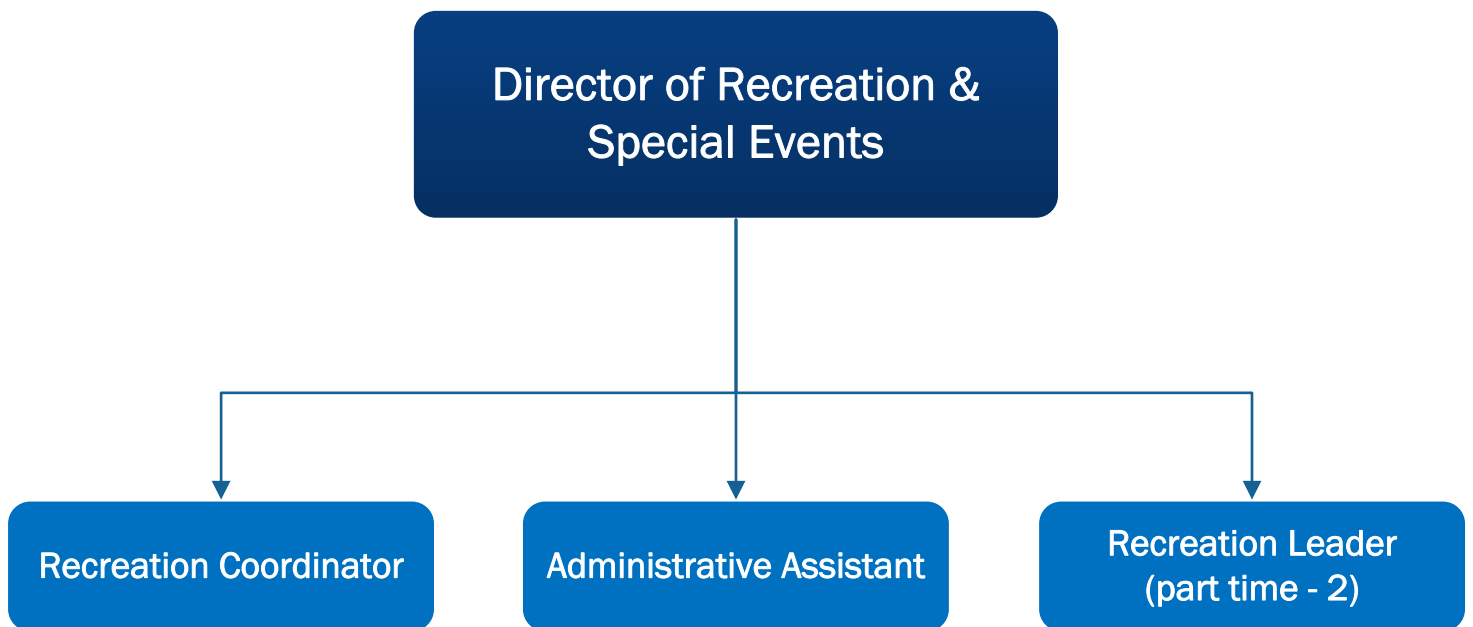 Director of Recreation &
Special Events
Recreation Coordinator
Administrative Assistant
Recreation Leader
(part time - 2)